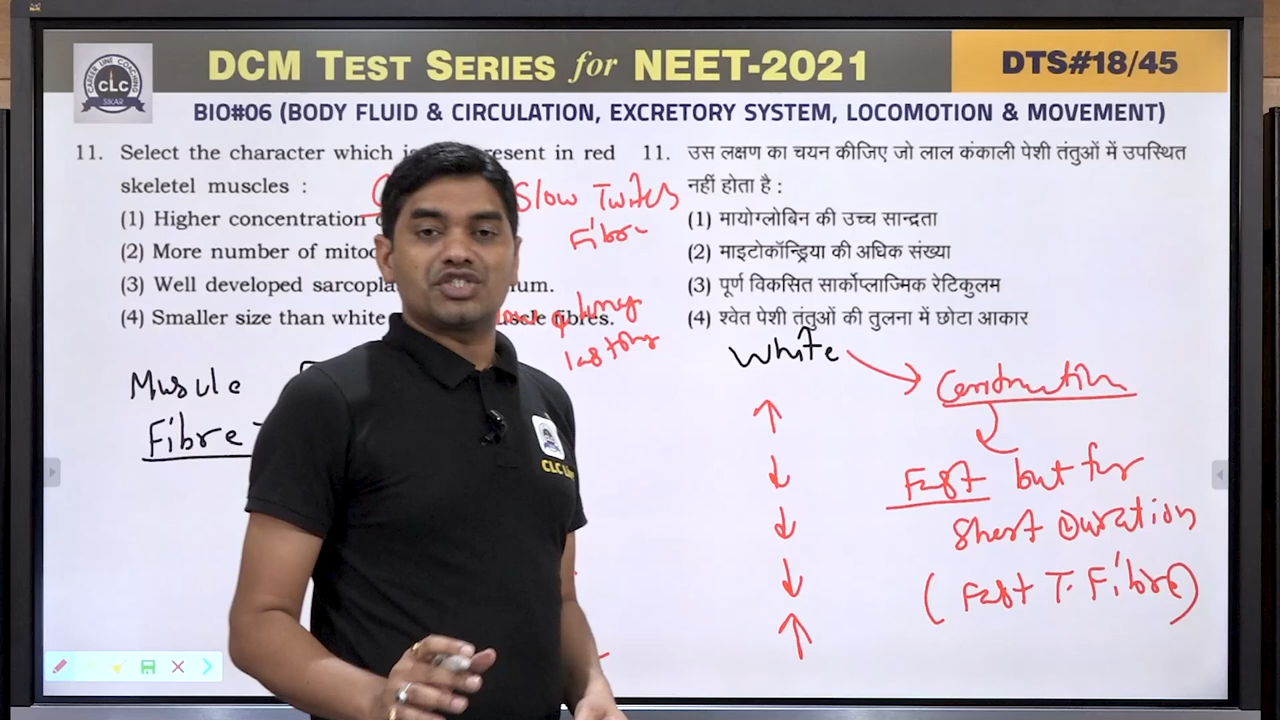 DCM TEST SERIES for NEET-2021
DTS#18/45
CAREER LINE COACHING
CLC
SIKAR
BIO#06 (BODY FLUID & CIRCULATION, EXCRETORY SYSTEM, LOCOMOTION & MOVEMENT)
11. Select the character which is present in red
skeletel muscles :
(1) Higher concentration
(2) More number of
(3) Well developed
(4) Smaller size than white fibres.
11. उस लक्षण का चयन कीजिए जो लाल कंकाली पेशी तंतुओं में उपस्थित
नहीं होता है :
(1) मायोग्लोबिन की उच्च सान्द्रता
(2) माइटोकॉन्ड्रिया की अधिक संख्या
(3) पूर्ण विकसित सार्कोप्लाज्मिक रेटिकुलम
(4) श्वेत पेशी तंतुओं की तुलना में छोटा आकार
Slow Twitch
Fibre
long
lasting
Muscle
Fibre
White
↑
↓
↓
↓
↑
Contraction
Fast but for
Short Duration
(Fast T. Fibre)
CLC